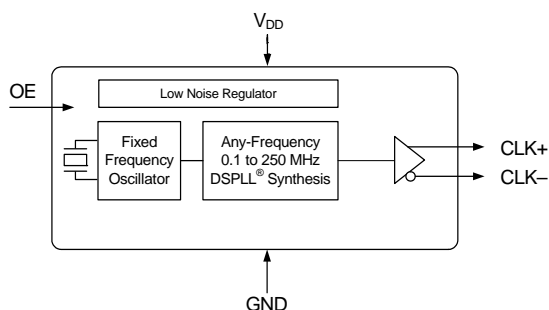 VDD
OE
Low Noise Regulator
Fixed
Frequency
Oscillator
Any-Frequency
0.1 to 250 MHz
DSPLL® Synthesis
CLK+
CLK–
GND